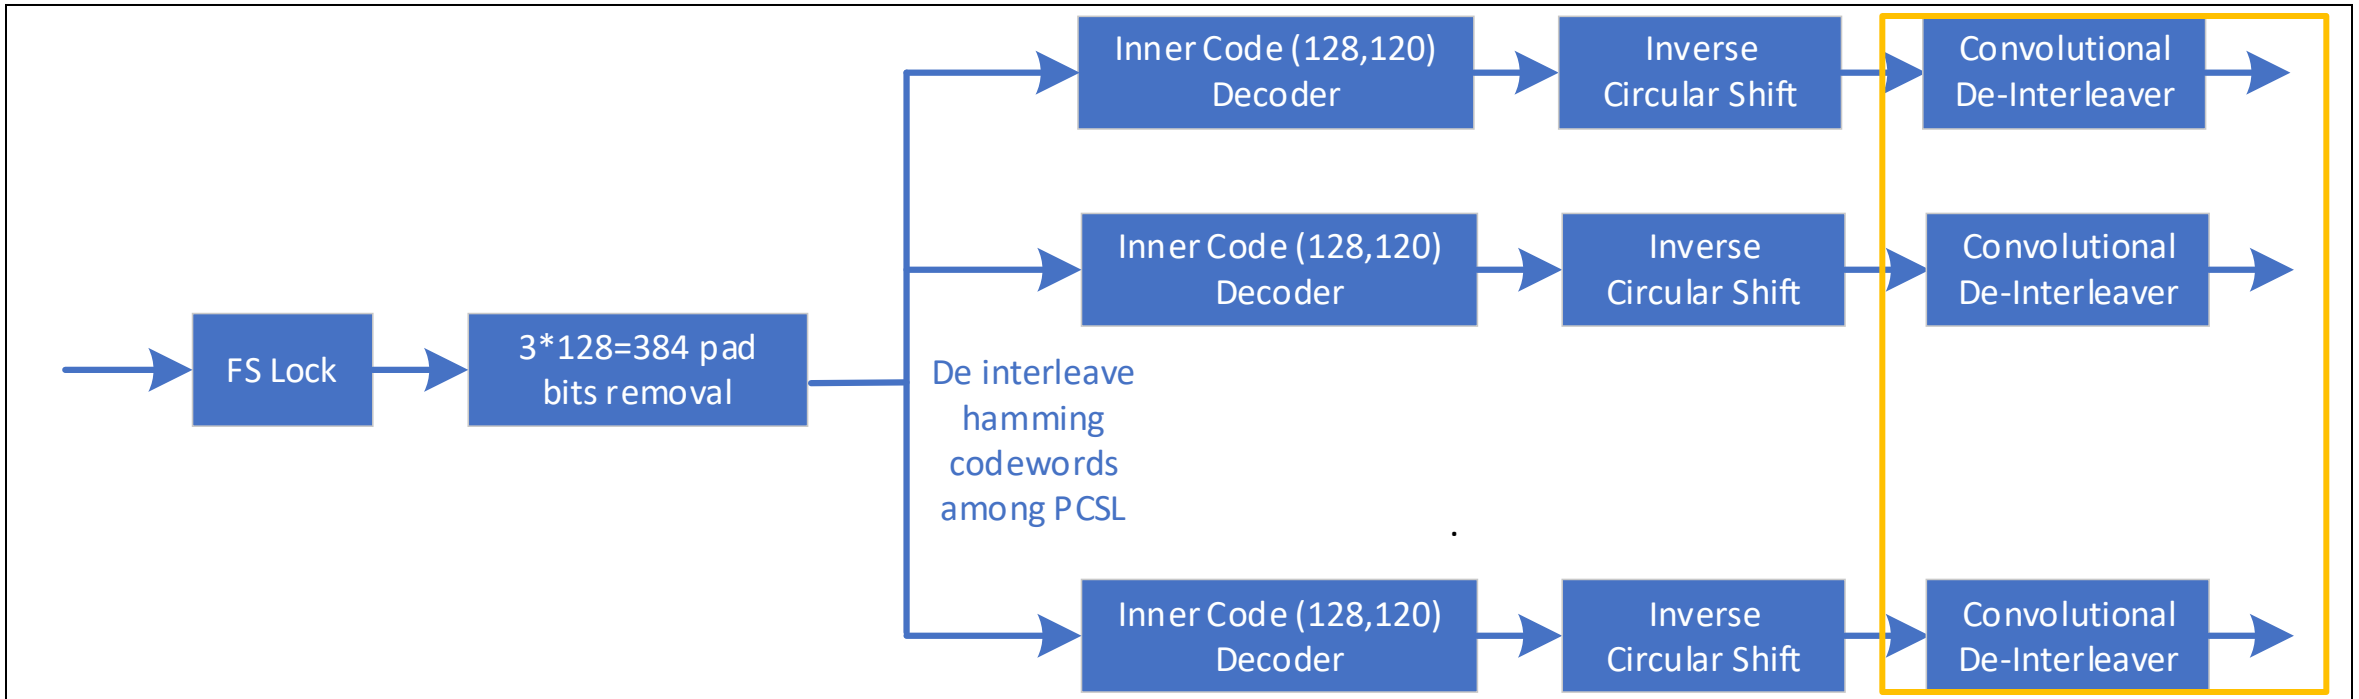 Inner Code (128,120)
Decoder
Inverse
Circular Shift
Convolutional
De-Interleaver
Inner Code (128,120)
Decoder
Inverse
Circular Shift
Convolutional
De-Interleaver
FS Lock
3*128=384 pad
bits removal
De interleave
hamming
codewords
among PCSL
.
Inner Code (128,120)
Decoder
Inverse
Circular Shift
Convolutional
De-Interleaver